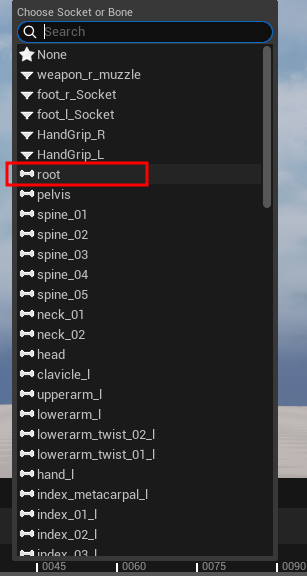 Choose Socket or Bone
Search
None
weapon_r_muzzle
foot_r_Socket
foot_l_Socket
HandGrip_R
HandGrip_L
root
pelvis
spine_01
spine_02
spine_03
spine_04
spine_05
neck_01
neck_02
head
clavicle_l
upperarm_l
lowerarm_l
lowerarm_twist_02_l
lowerarm_twist_01_l
hand_l
index_metacarpal_l
index_01_l
index_02_l
index_03_l
0045 0060 0075 0090